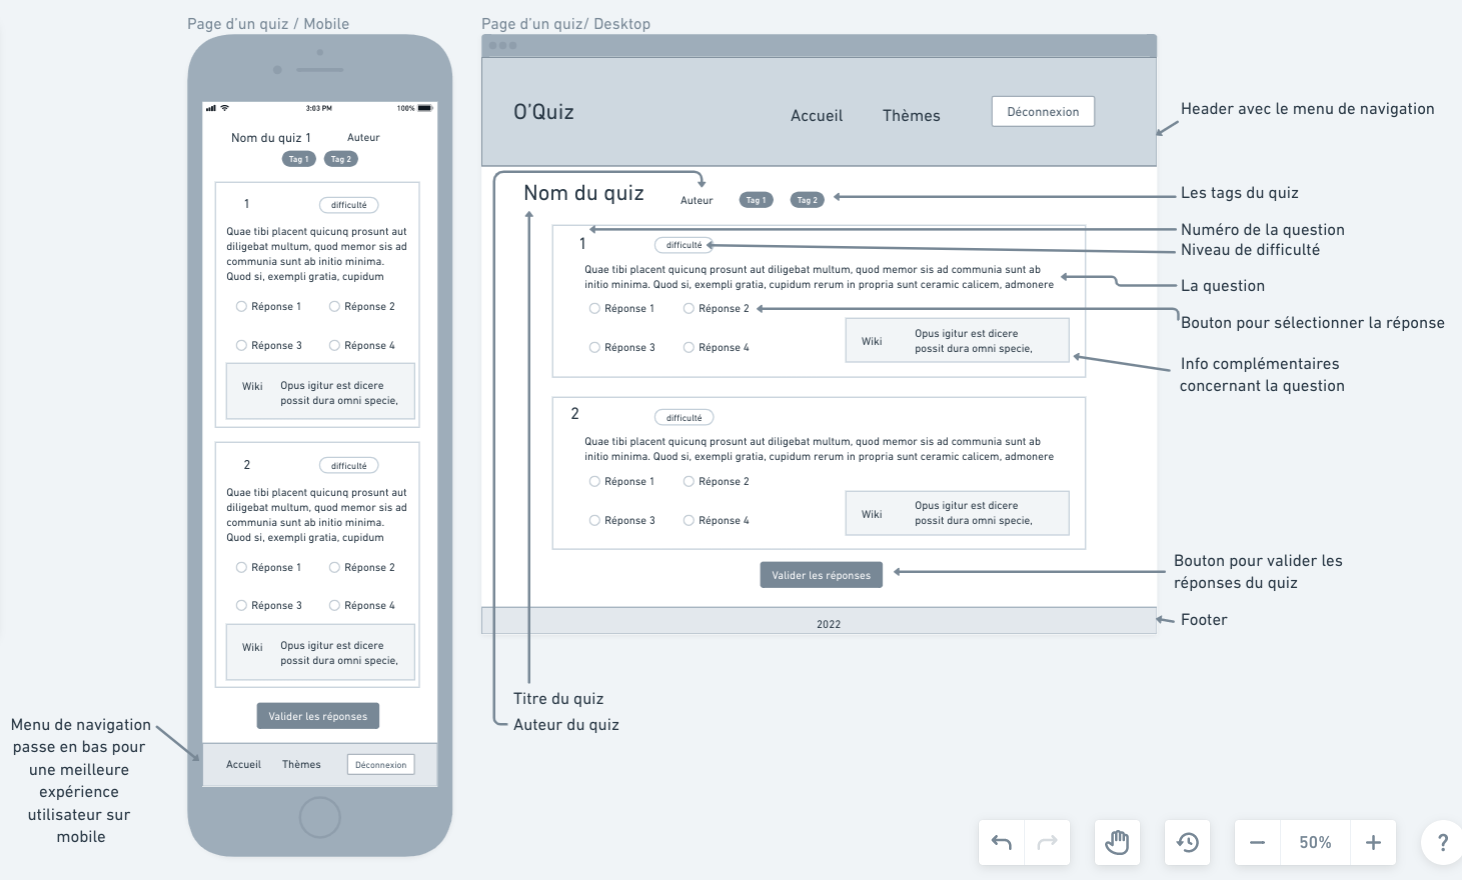 Page d'un quiz / Mobile
3:03 PM
100%
Nom du quiz 1
Auteur
Tag 1
Tag 2
1
difficulté
Quae tibi placent quicunq prosunt aut
diligebat multum, quod memor sis ad
communia sunt ab initio minima.
Quod si, exempli gratia, cupidum
Réponse 1
Réponse 2
Réponse 3
Réponse 4
Wiki
Opus igitur est dicere
possit dura omni specie,
2
difficulté
Quae tibi placent quicunq prosunt aut
diligebat multum, quod memor sis ad
communia sunt ab initio minima.
Quod si, exempli gratia, cupidum
Réponse 1
Réponse 2
Réponse 3
Réponse 4
Wiki
Opus igitur est dicere
possit dura omni specie,
Valider les réponses
Accueil
Thèmes
Déconnexion
Menu de navigation
passe en bas pour
une meilleure
expérience
utilisateur sur
mobile
Page d'un quiz/ Desktop
O'Quiz
Accueil
Thèmes
Déconnexion
Nom du quiz
Auteur
Tag 1
Tag 2
1
difficulté
Quae tibi placent quicunq prosunt aut diligebat multum, quod memor sis ad communia sunt ab
initio minima. Quod si, exempli gratia, cupidum rerum in propria sunt ceramic calicem, admonere
Réponse 1
Réponse 2
Réponse 3
Réponse 4
Wiki
Opus igitur est dicere
possit dura omni specie,
2
difficulté
Quae tibi placent quicunq prosunt aut diligebat multum, quod memor sis ad communia sunt ab
initio minima. Quod si, exempli gratia, cupidum rerum in propria sunt ceramic calicem, admonere
Réponse 1
Réponse 2
Réponse 3
Réponse 4
Wiki
Opus igitur est dicere
possit dura omni specie,
Valider les réponses
2022
Titre du quiz
Auteur du quiz
Header avec le menu de navigation
Les tags du quiz
Numéro de la question
Niveau de difficulté
La question
Bouton pour sélectionner la réponse
Info complémentaires
concernant la question
Bouton pour valider les
réponses du quiz
Footer
50%
?